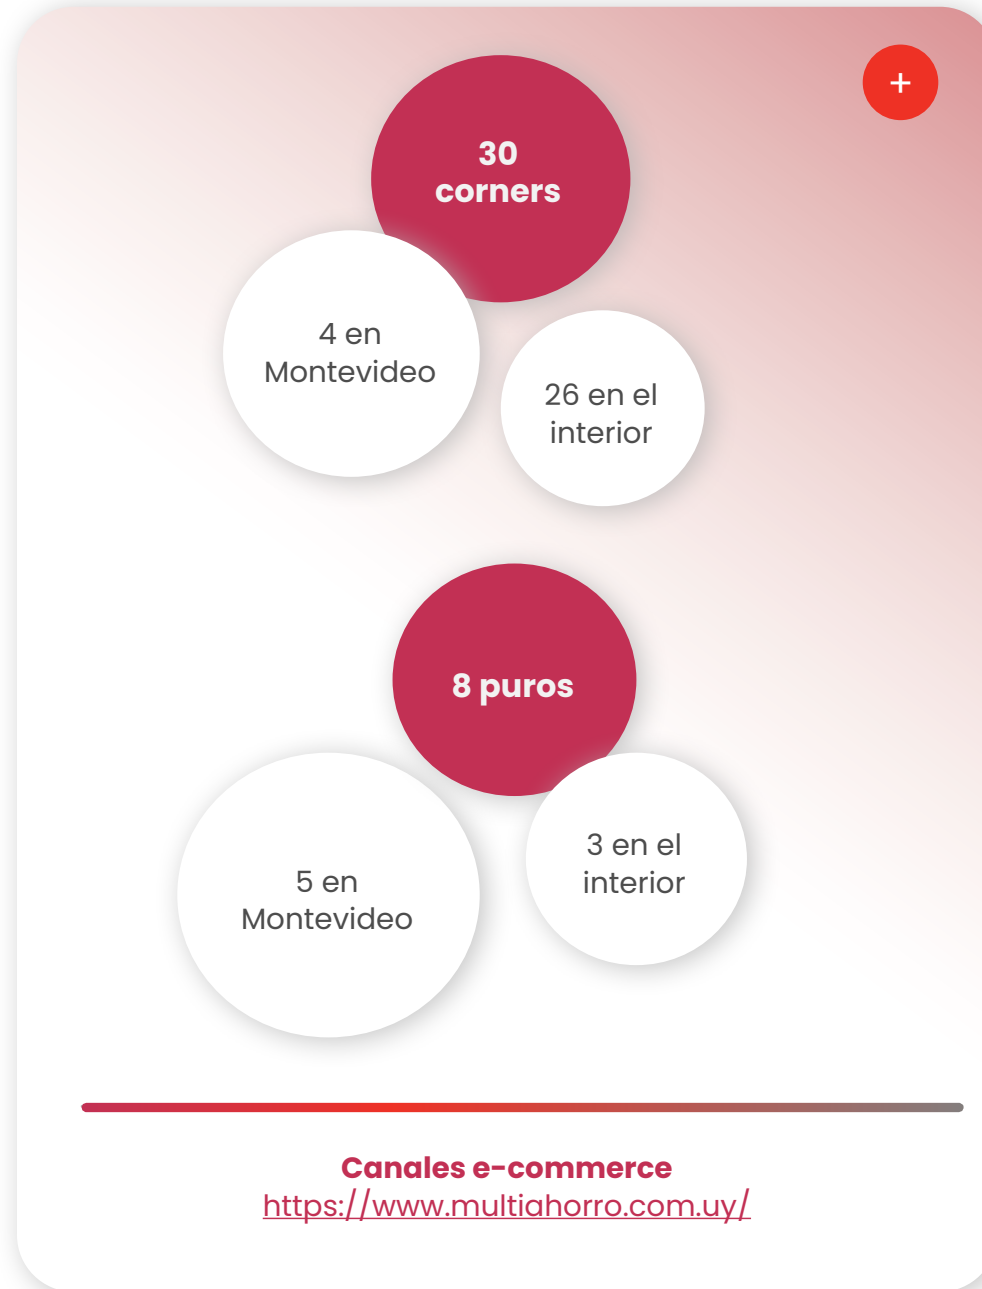 +
30
corners
4 en
Montevideo
26 en el
interior
8 puros
5 en
Montevideo
3 en el
interior
Canales e-commerce
https://www.multiahorro.com.uy/